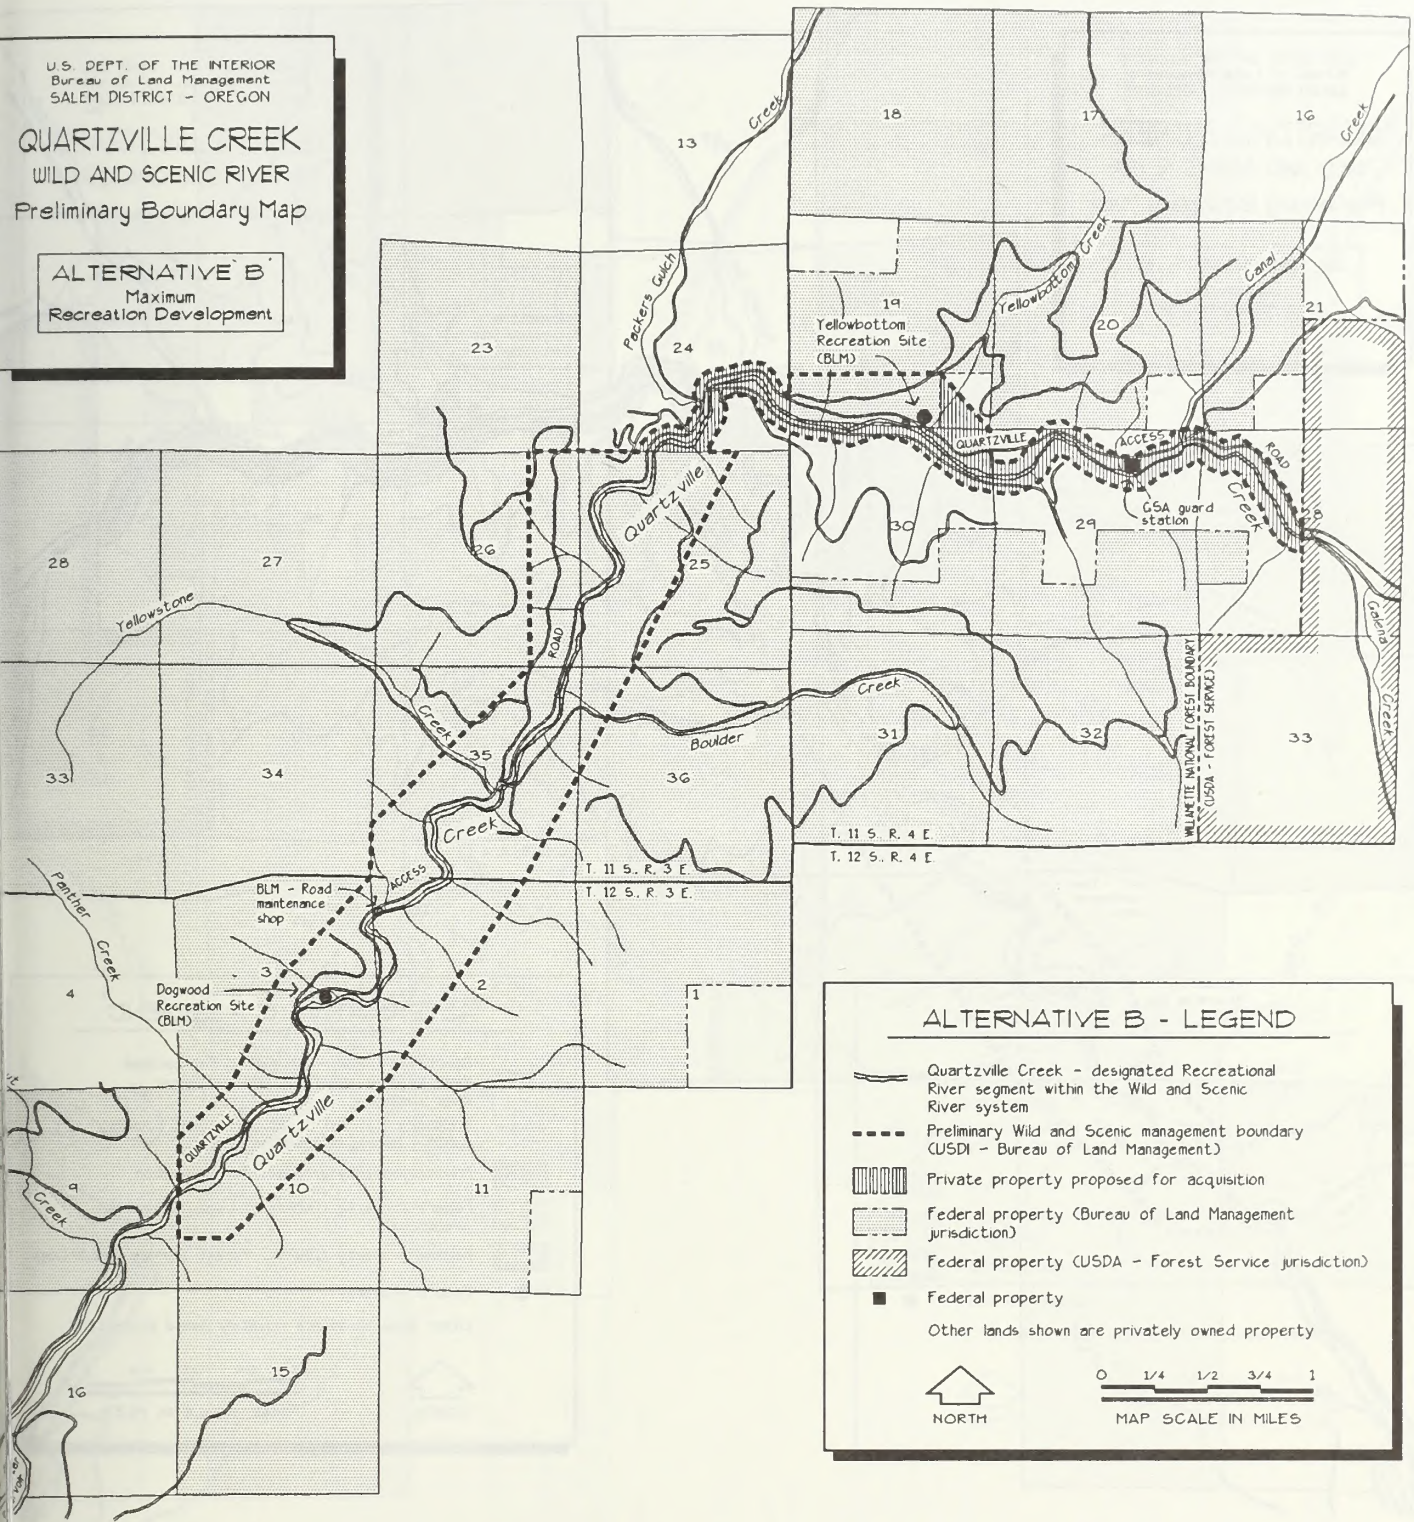 U.S. DEPT. OF THE INTERIOR
Bureau of Land Management
SALEM DISTRICT - OREGON
QUARTZVILLE CREEK
WILD AND SCENIC RIVER
Preliminary Boundary Map
ALTERNATIVE 'B'
Maximum
Recreation Development
13
Creek
18
17
16
Creek
Packers Gulch
23
24
19
Yellowbottom
Recreation Site
(BLM)
Yellowbottom Creek
20
Canal
21
QUARTZVILLE
ACCESS
ROAD
Creek
GSA guard
station
28
Quartzville
30
29
28
27
26
25
Yellowstone
ROAD
Galena
Creek
Creek
Creek
Boulder
WILLAMETTE NATIONAL FOREST BOUNDARY
(USDA - FOREST SERVICE)
33
34
35
36
31
32
33
Creek
T. 11 S., R. 4 E.
T. 12 S., R. 4 E.
T. 11 S., R. 3 E.
T. 12 S., R. 3 E.
ACCESS
BLM - Road
maintenance
shop
Panther
Creek
4
3
2
1
Dogwood
Recreation Site
(BLM)
QUARTZVILLE
Quartzville
9
Creek
10
11
16
15
ALTERNATIVE B - LEGEND
Quartzville Creek - designated Recreational
River segment within the Wild and Scenic
River system
Preliminary Wild and Scenic management boundary
(USDI - Bureau of Land Management)
Private property proposed for acquisition
Federal property (Bureau of Land Management
jurisdiction)
Federal property (USDA - Forest Service jurisdiction)
Federal property
Other lands shown are privately owned property
NORTH
0 1/4 1/2 3/4 1
MAP SCALE IN MILES